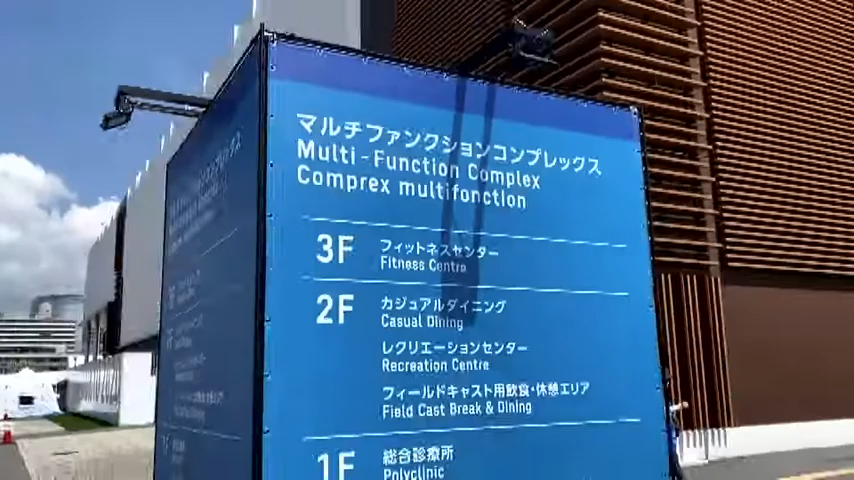 マルチファンクションコンプレックス
Multi-Function Complex
Comprex multifonction
3F
フィットネスセンター
Fitness Centre
2F
カジュアルダイニング
Casual Dining
レクリエーションセンター
Recreation Centre
フィールドキャスト用飲食・休憩エリア
Field Cast Break & Dining
1F
総合診療所
Polyclinic